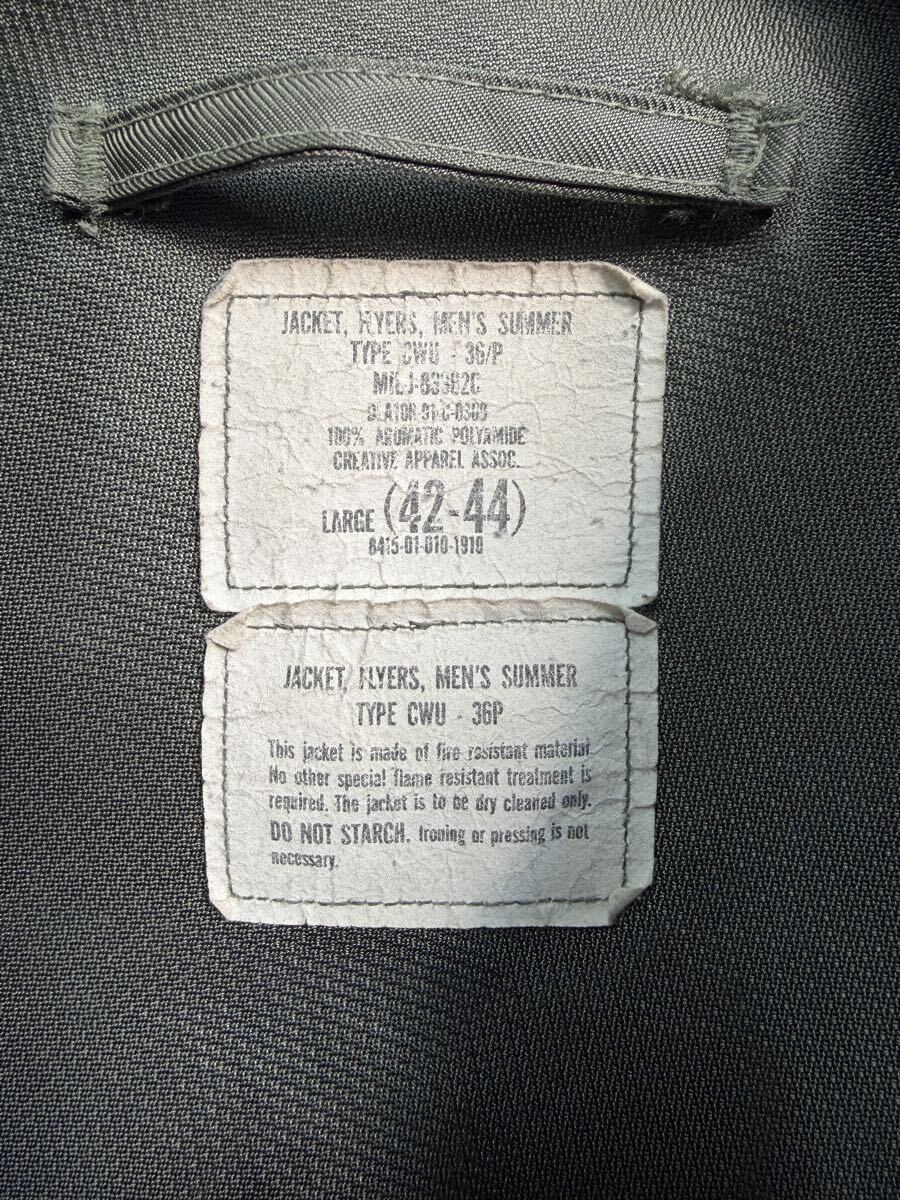 JACKET, FLYERS, MEN'S SUMMER
TYPE CWU - 36/P
MIL-J-83382C
100% AROMATIC POLYAMIDE
CREATIVE APPAREL ASSOC.
LARGE (42-44)
8415-01-010-1910
JACKET, FLYERS, MEN'S SUMMER
TYPE CWU - 36P
This jacket is made of fire resistant material.
No other special flame resistant treatment is
required. The jacket is to be dry cleaned only.
DO NOT STARCH. Ironing or pressing is not
necessary.